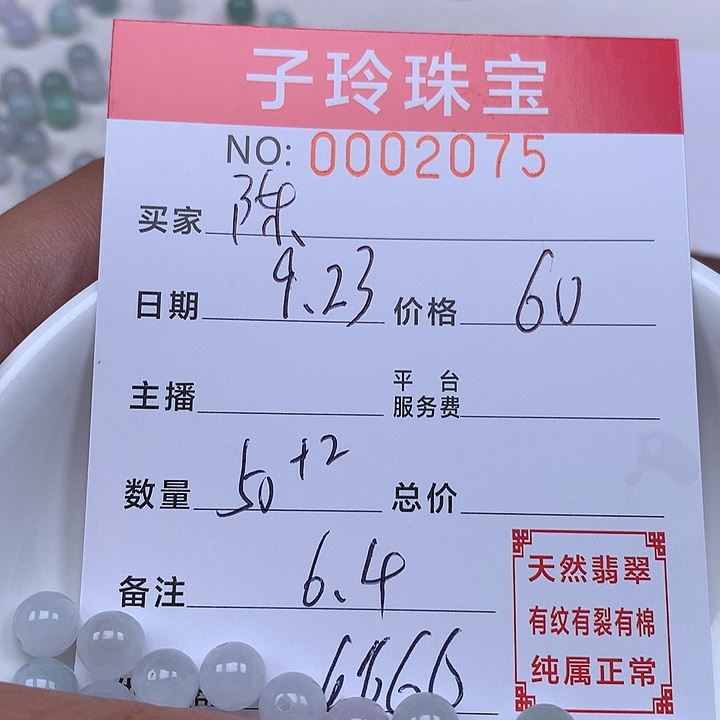 子玲珠宝
NO: 0002075
买家 陈
日期 9.23 价格 60
主播 平台服务费
数量 50+2 总价
备注 6.4
天然翡翠
有纹有裂有棉
纯属正常